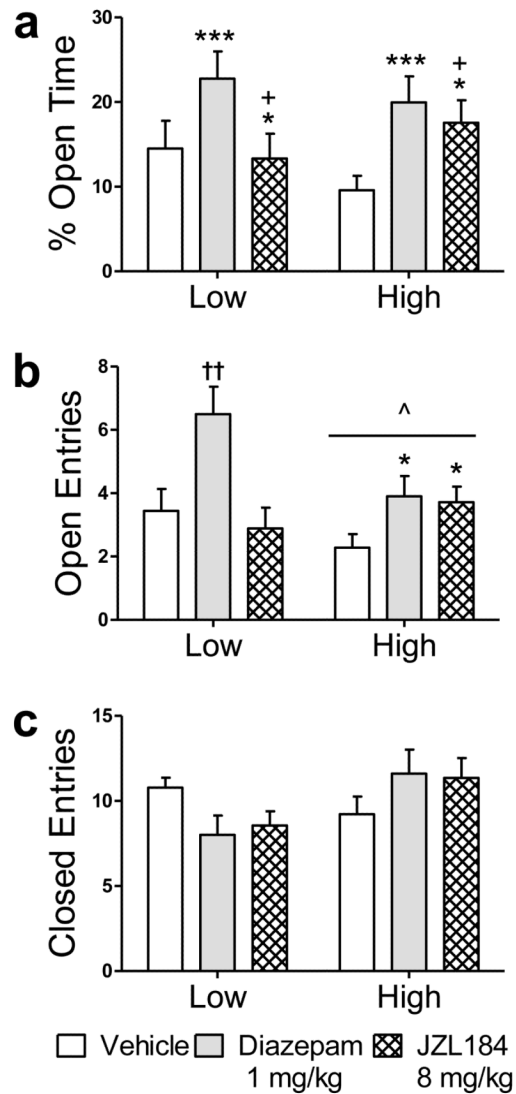 a
% Open Time
30
20
10
0
***
+
*
***
+
*
Low High
b
Open Entries
8
6
4
2
0
††
^
* *
Low High
c
Closed Entries
15
10
5
0
Low High
Vehicle Diazepam JZL184
1 mg/kg 8 mg/kg